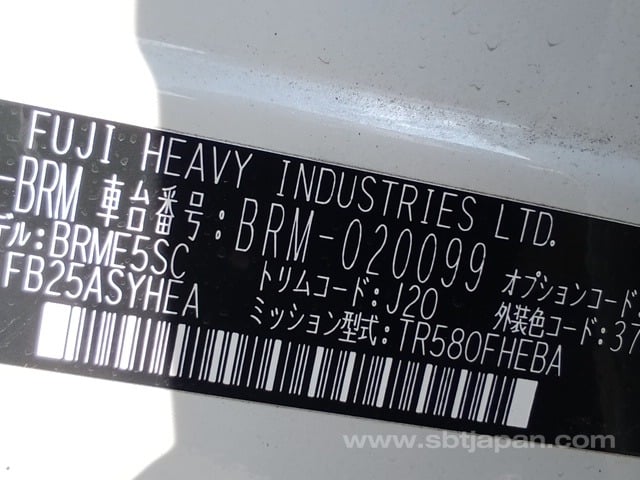 FUJI HEAVY INDUSTRIES LTD.
-BRM 車台番号:BRM-020099
デル:BRME5SC トリムコード:J20 オプションコード:
FB25ASYHEA ミッション型式:TR580FHEBA 外装色コード:37
www.sbtjapan.com